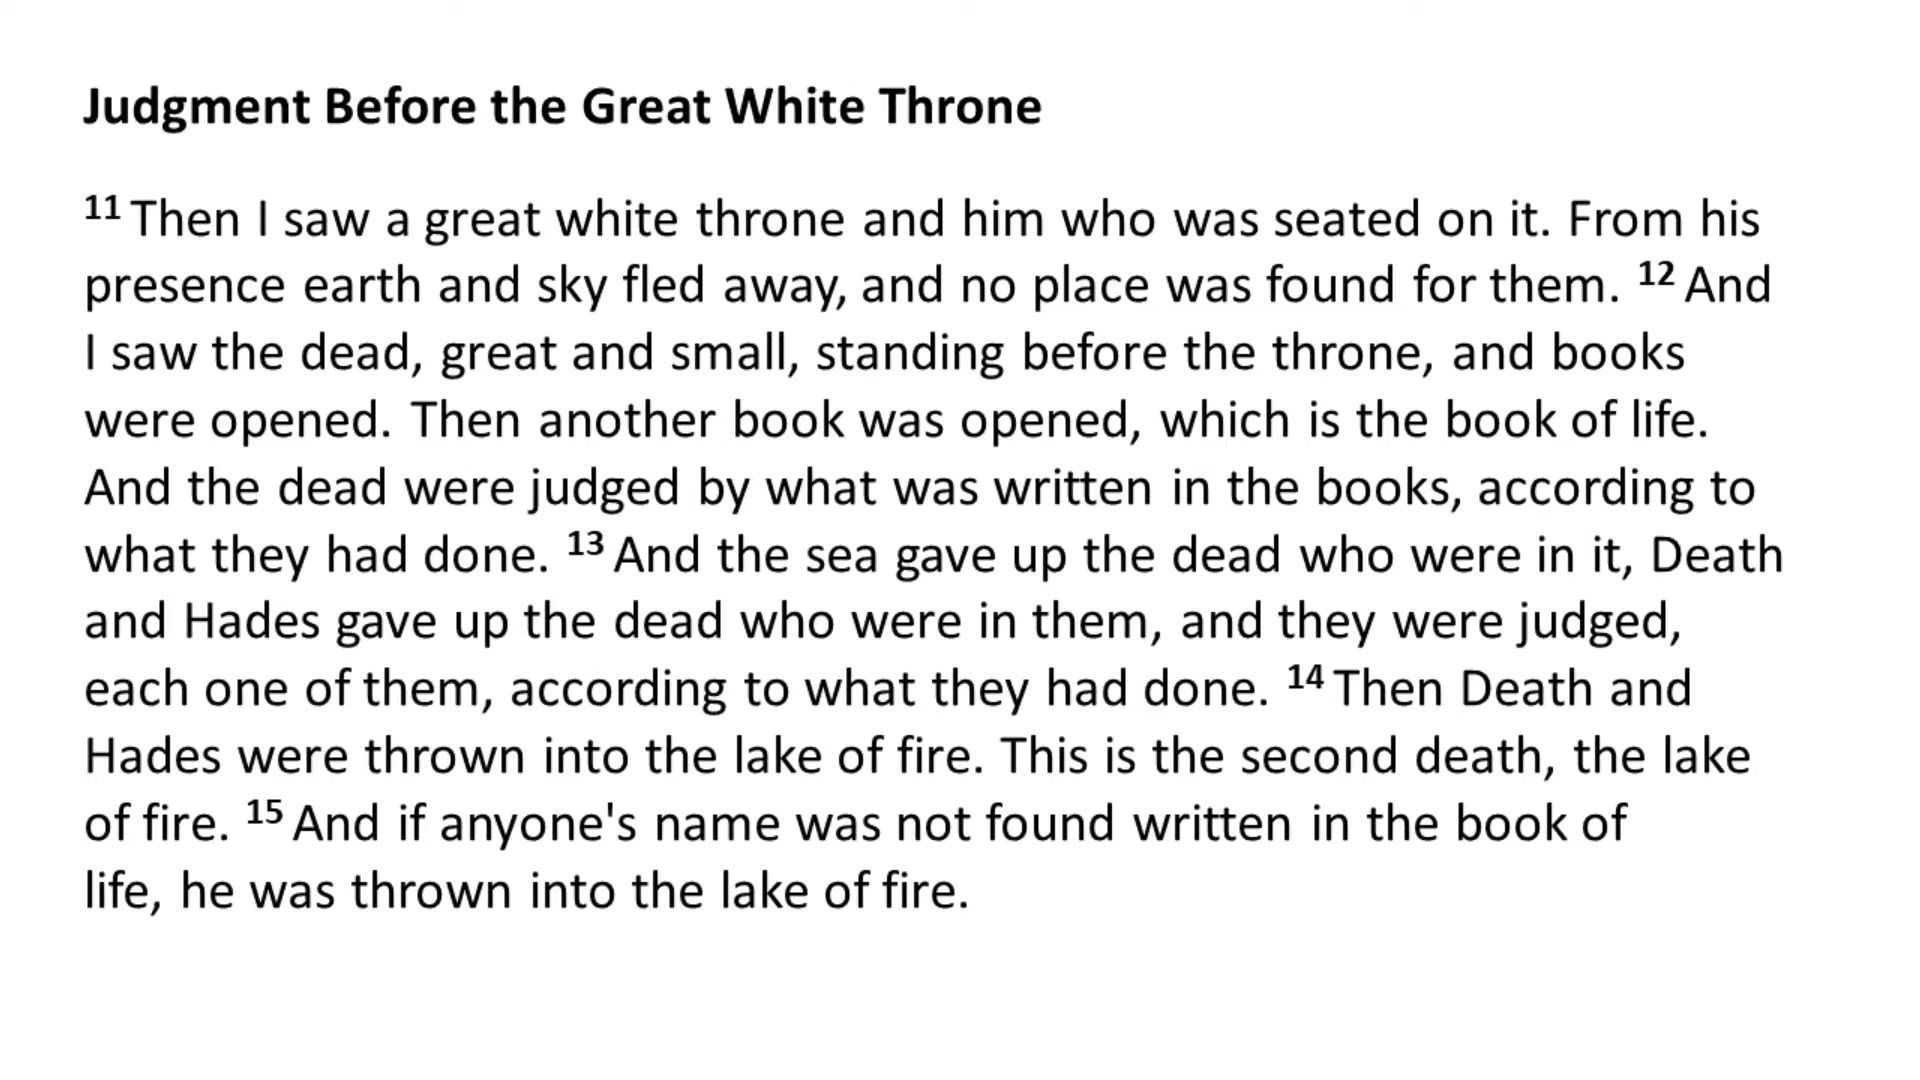 Judgment Before the Great White Throne
11 Then I saw a great white throne and him who was seated on it. From his
presence earth and sky fled away, and no place was found for them. 12 And
I saw the dead, great and small, standing before the throne, and books
were opened. Then another book was opened, which is the book of life.
And the dead were judged by what was written in the books, according to
what they had done. 13 And the sea gave up the dead who were in it, Death
and Hades gave up the dead who were in them, and they were judged,
each one of them, according to what they had done. 14 Then Death and
Hades were thrown into the lake of fire. This is the second death, the lake
of fire. 15 And if anyone's name was not found written in the book of
life, he was thrown into the lake of fire.